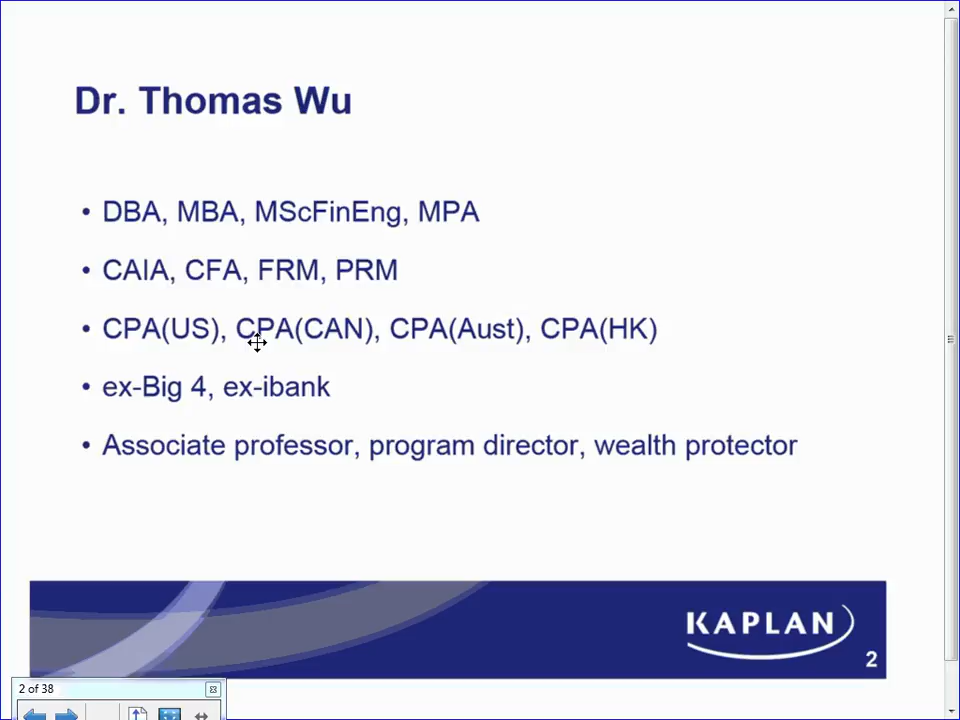 Dr. Thomas Wu
• DBA, MBA, MScFinEng, MPA
• CAIA, CFA, FRM, PRM
• CPA(US), CPA(CAN), CPA(Aust), CPA(HK)
• ex-Big 4, ex-ibank
• Associate professor, program director, wealth protector
KAPLAN
2
2 of 38